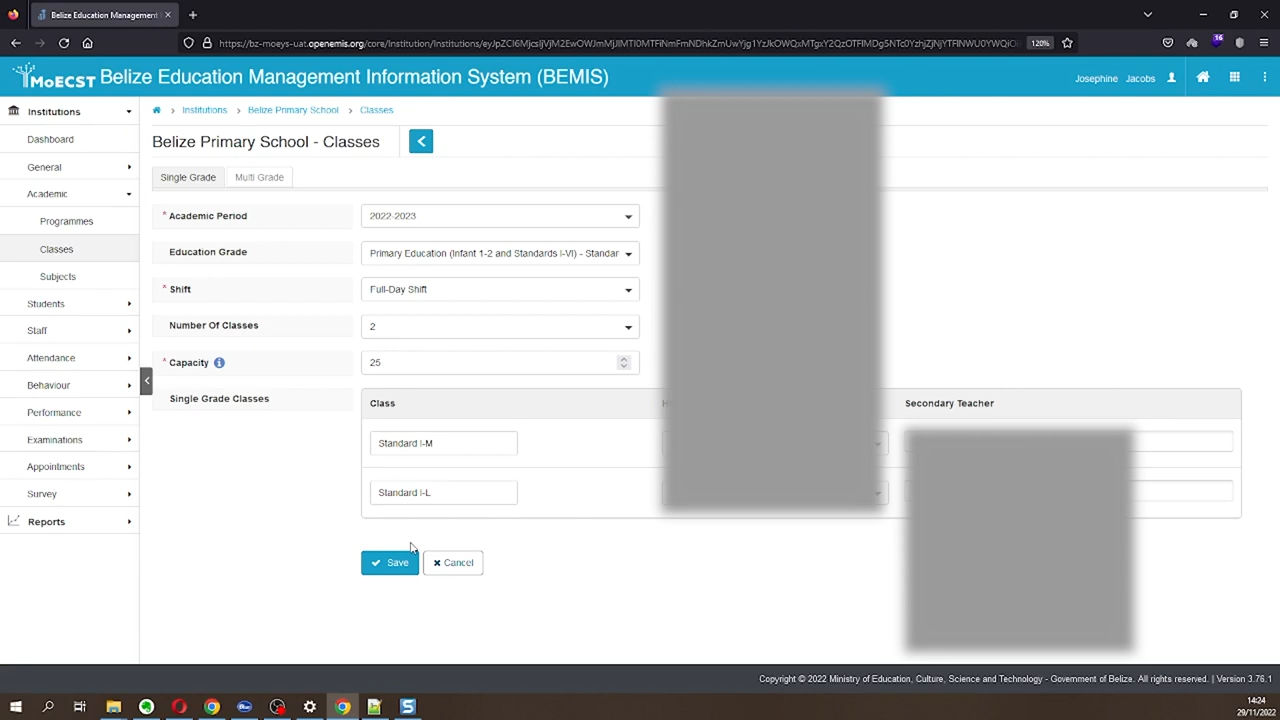 Belize Education Management
https://bz-moeys-uat.openemis.org/core/Institution/Institutions/
120%
16
MoECST Belize Education Management Information System (BEMIS)
Josephine Jacobs
Institutions
Dashboard
General
Academic
Programmes
Classes
Subjects
Students
Staff
Attendance
Behaviour
Performance
Examinations
Appointments
Survey
Reports
Institutions > Belize Primary School > Classes
Belize Primary School - Classes
Single Grade Multi Grade
* Academic Period 2022-2023
Education Grade Primary Education (Infant 1-2 and Standards I-VI) - Standar
* Shift Full-Day Shift
Number Of Classes 2
* Capacity 25
Single Grade Classes
Class Secondary Teacher
Standard I-M
Standard I-L
Save Cancel
Copyright © 2022 Ministry of Education, Culture, Science and Technology - Government of Belize. All rights reserved. | Version 3.76.1
14:24
29/11/2022